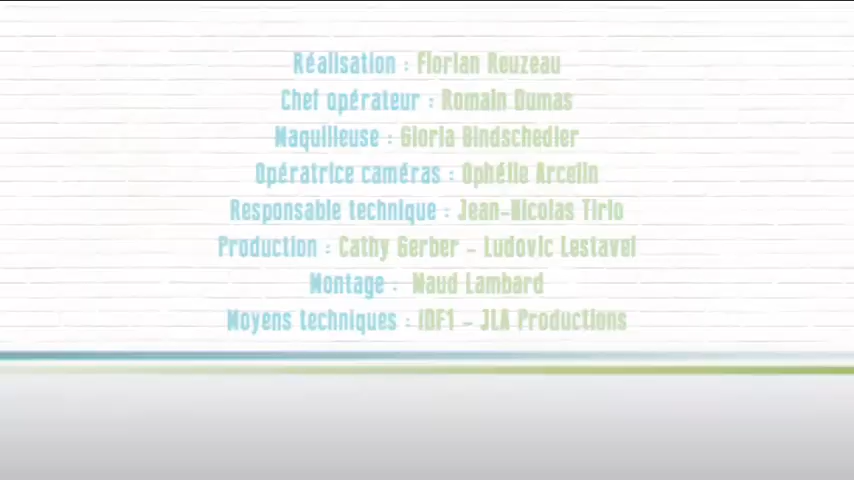 Réalisation : Florian Reuzeau
Chef opérateur : Romain Dumas
Maquilleuse : Gloria Bindschedler
Opératrice caméras : Ophélie Arcelin
Responsable technique : Jean-Nicolas Tirio
Production : Cathy Gerber - Ludovic Lestavel
Montage : Maud Lambard
Moyens techniques : IDF1 - JLA Productions